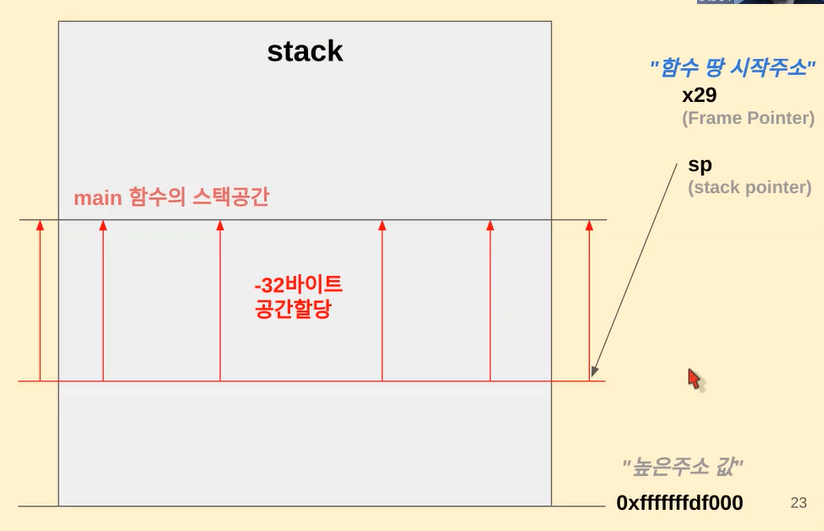 stack
"함수 땅 시작주소"
x29
(Frame Pointer)
sp
(stack pointer)
main 함수의 스택공간
-32바이트
공간할당
"높은주소 값"
0xfffffffdf000
23